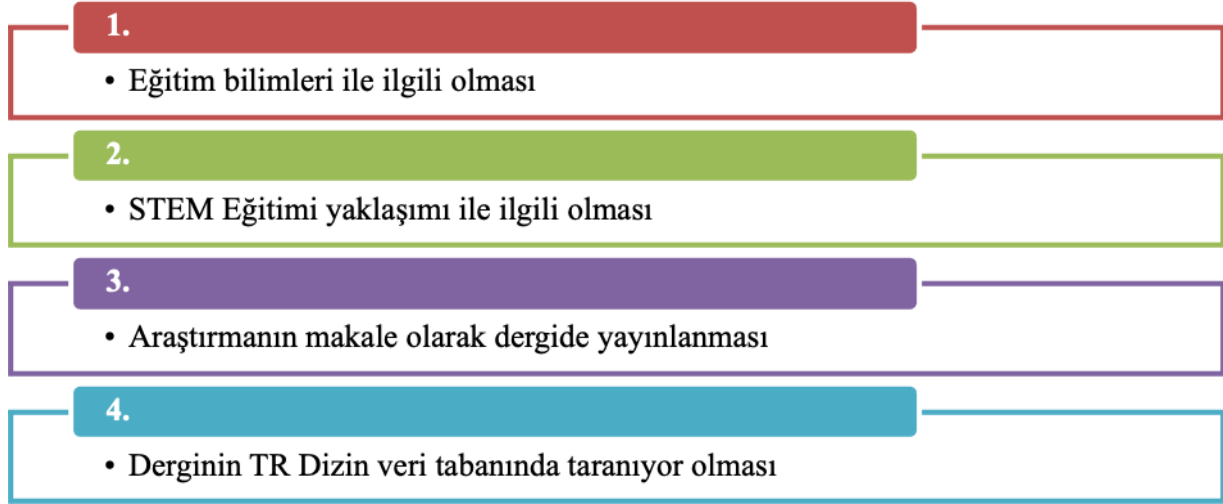 1.
• Eğitim bilimleri ile ilgili olması
2.
• STEM Eğitimi yaklaşımı ile ilgili olması
3.
• Araştırmanın makale olarak dergide yayınlanması
4.
• Derginin TR Dizin veri tabanında taranıyor olması